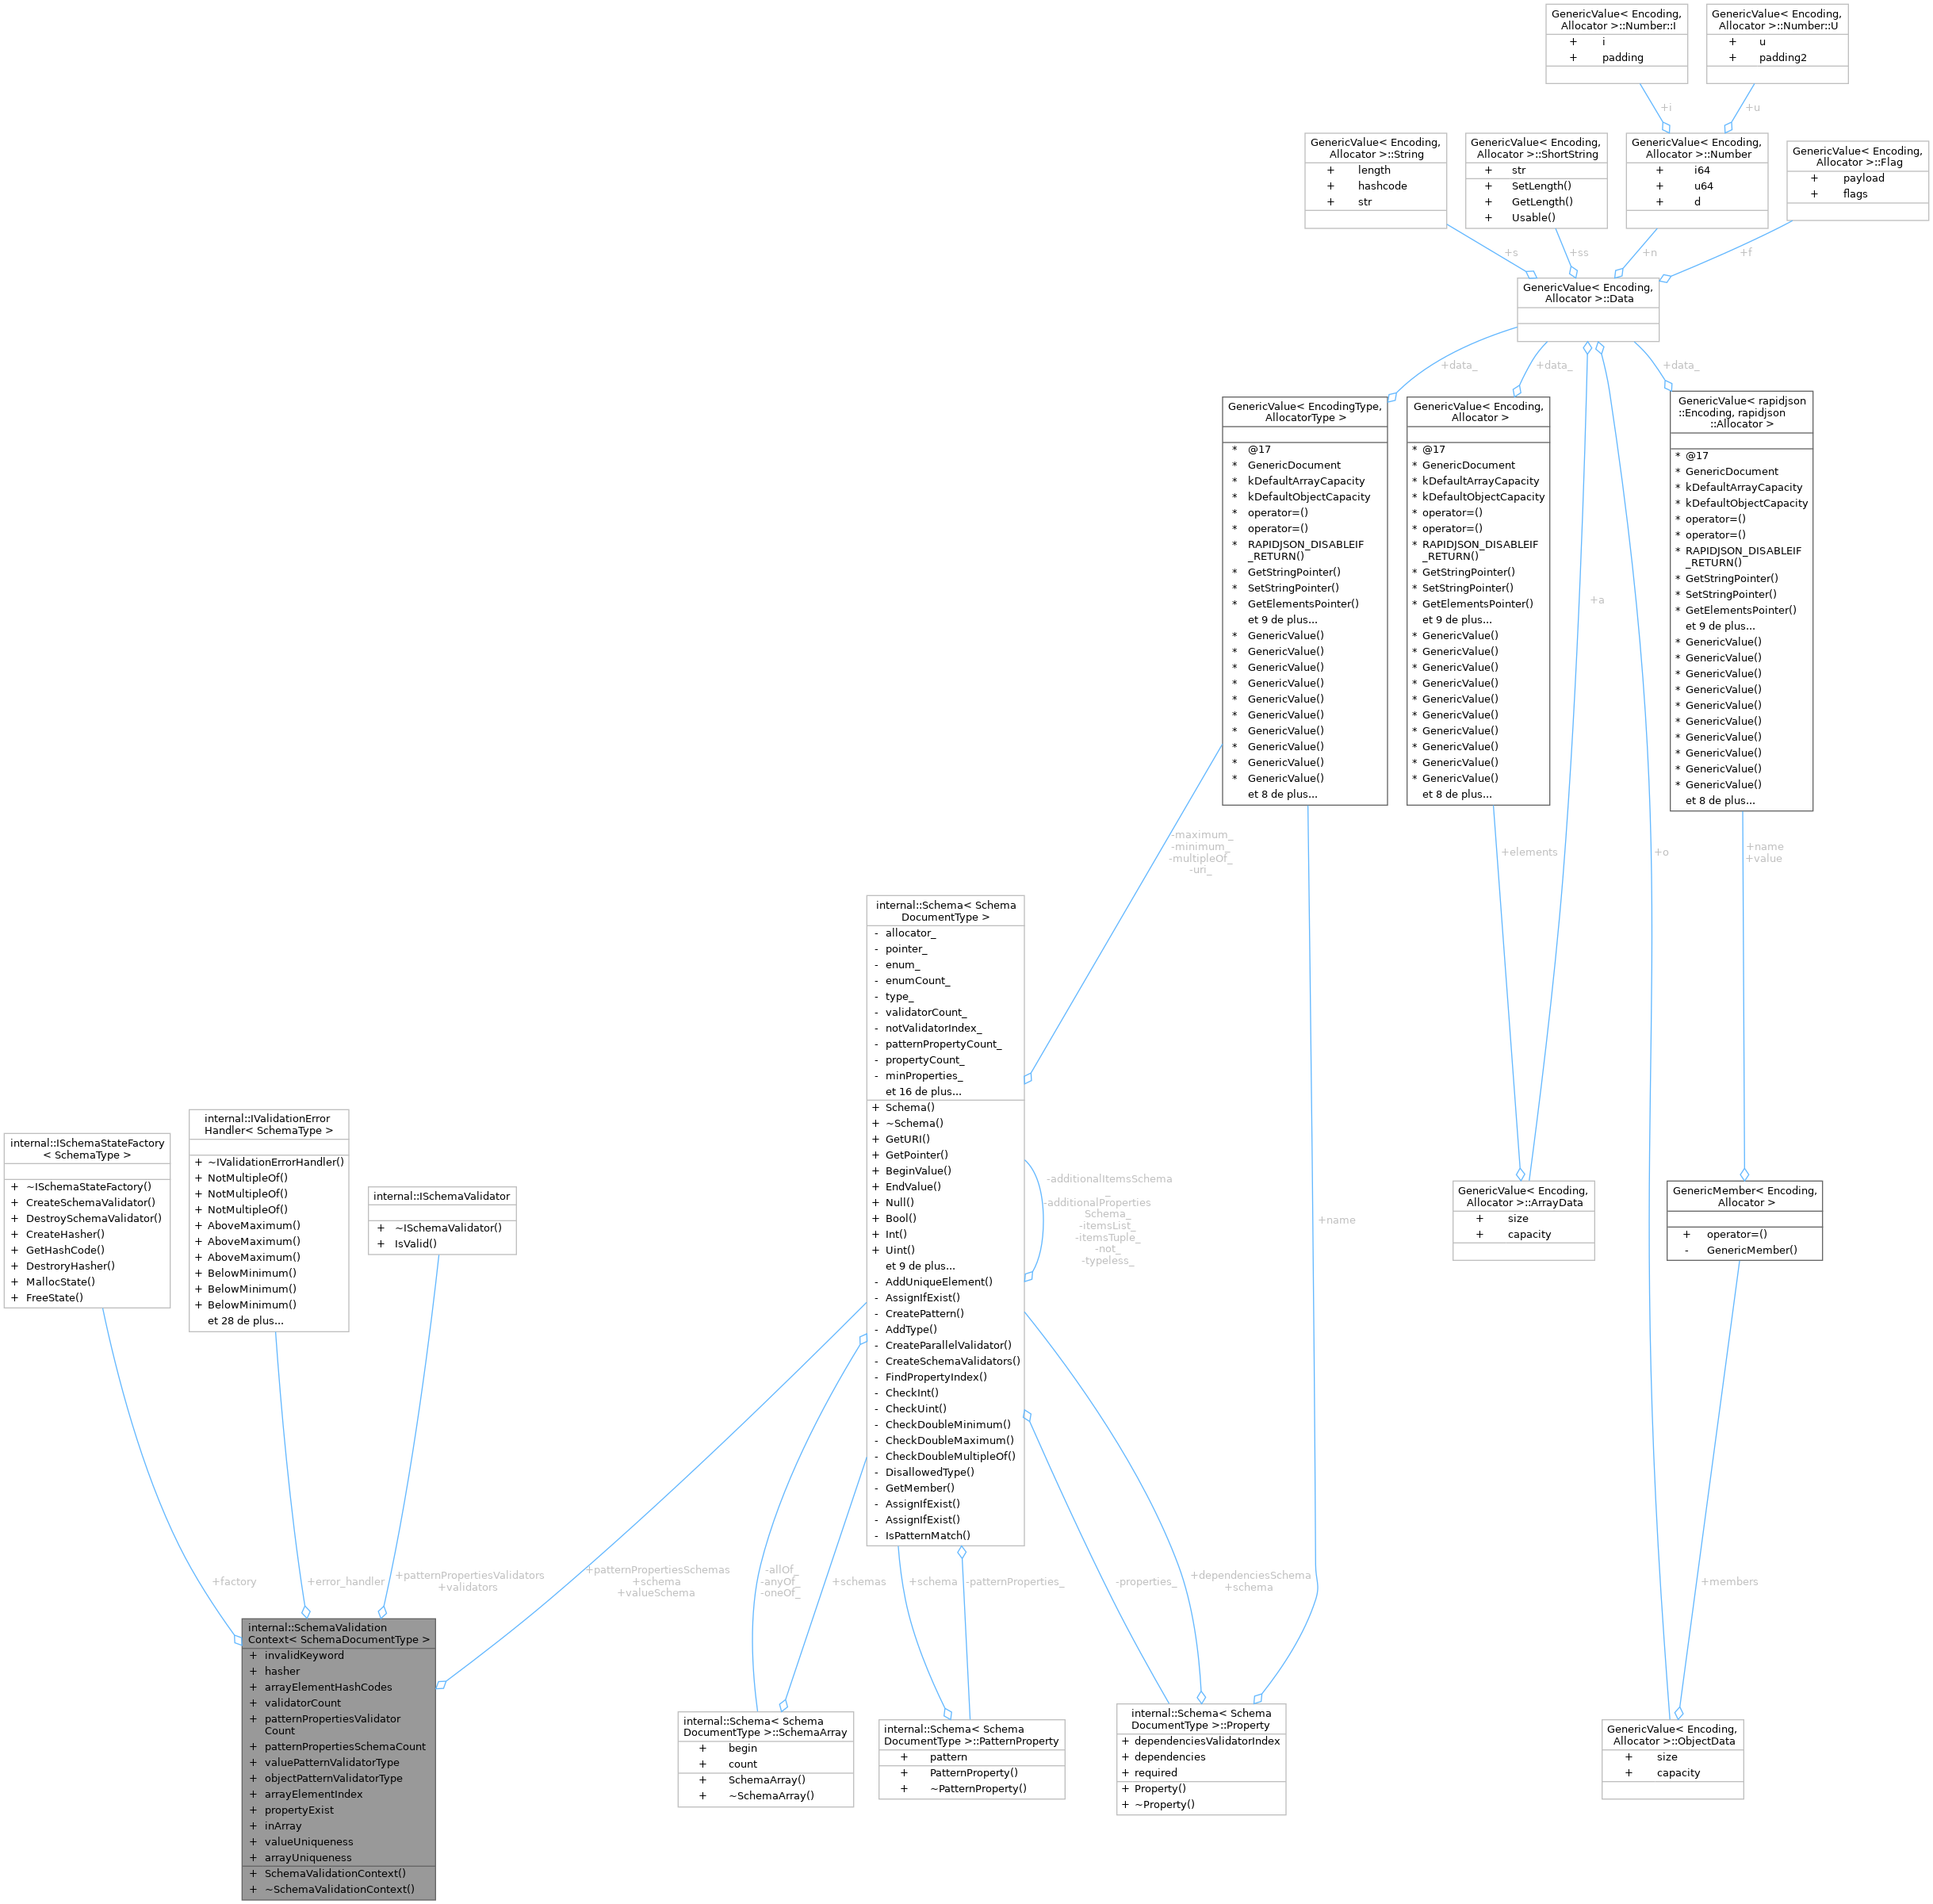 GenericValue< Encoding,
Allocator >::Number::I
+ i
+ padding
GenericValue< Encoding,
Allocator >::Number::U
+ u
+ padding2
+i
+u
GenericValue< Encoding,
Allocator >::String
+ length
+ hashcode
+ str
GenericValue< Encoding,
Allocator >::ShortString
+ str
+ SetLength()
+ GetLength()
+ Usable()
GenericValue< Encoding,
Allocator >::Number
+ i64
+ u64
+ d
GenericValue< Encoding,
Allocator >::Flag
+ payload
+ flags
+s
+ss
+n
+f
GenericValue< Encoding,
Allocator >::Data
+data_
+data_
+data_
GenericValue< EncodingType,
AllocatorType >
* @17
* GenericDocument
* kDefaultArrayCapacity
* kDefaultObjectCapacity
* operator=()
* operator=()
* RAPIDJSON_DISABLEIF
_RETURN()
* GetStringPointer()
* SetStringPointer()
* GetElementsPointer()
et 9 de plus...
* GenericValue()
* GenericValue()
* GenericValue()
* GenericValue()
* GenericValue()
* GenericValue()
* GenericValue()
* GenericValue()
* GenericValue()
* GenericValue()
et 8 de plus...
GenericValue< Encoding,
Allocator >
* @17
* GenericDocument
* kDefaultArrayCapacity
* kDefaultObjectCapacity
* operator=()
* operator=()
* RAPIDJSON_DISABLEIF
_RETURN()
* GetStringPointer()
* SetStringPointer()
* GetElementsPointer()
et 9 de plus...
* GenericValue()
* GenericValue()
* GenericValue()
* GenericValue()
* GenericValue()
* GenericValue()
* GenericValue()
* GenericValue()
* GenericValue()
* GenericValue()
et 8 de plus...
GenericValue< rapidjson
::Encoding, rapidjson
::Allocator >
* @17
* GenericDocument
* kDefaultArrayCapacity
* kDefaultObjectCapacity
* operator=()
* operator=()
* RAPIDJSON_DISABLEIF
_RETURN()
* GetStringPointer()
* SetStringPointer()
* GetElementsPointer()
et 9 de plus...
* GenericValue()
* GenericValue()
* GenericValue()
* GenericValue()
* GenericValue()
* GenericValue()
* GenericValue()
* GenericValue()
* GenericValue()
* GenericValue()
et 8 de plus...
+a
-maximum_
-minimum_
-multipleOf_
-uri_
+elements
+o
+name
+value
internal::Schema< Schema
DocumentType >
- allocator_
- pointer_
- enum_
- enumCount_
- type_
- validatorCount_
- notValidatorIndex_
- patternPropertyCount_
- propertyCount_
- minProperties_
et 16 de plus...
+ Schema()
+ ~Schema()
+ GetURI()
+ GetPointer()
+ BeginValue()
+ EndValue()
+ Null()
+ Bool()
+ Int()
+ Uint()
et 9 de plus...
- AddUniqueElement()
- AssignIfExist()
- CreatePattern()
- AddType()
- CreateParallelValidator()
- CreateSchemaValidators()
- FindPropertyIndex()
- CheckInt()
- CheckUint()
- CheckDoubleMinimum()
- CheckDoubleMaximum()
- CheckDoubleMultipleOf()
- DisallowedType()
- GetMember()
- AssignIfExist()
- AssignIfExist()
- IsPatternMatch()
internal::ISchemaStateFactory
< SchemaType >
+ ~ISchemaStateFactory()
+ CreateSchemaValidator()
+ DestroySchemaValidator()
+ CreateHasher()
+ GetHashCode()
+ DestroryHasher()
+ MallocState()
+ FreeState()
internal::IValidationError
Handler< SchemaType >
+ ~IValidationErrorHandler()
+ NotMultipleOf()
+ NotMultipleOf()
+ NotMultipleOf()
+ AboveMaximum()
+ AboveMaximum()
+ AboveMaximum()
+ BelowMinimum()
+ BelowMinimum()
+ BelowMinimum()
et 28 de plus...
internal::ISchemaValidator
+ ~ISchemaValidator()
+ IsValid()
-additionalItemsSchema
_
-additionalProperties
Schema_
-itemsList_
-itemsTuple_
-not_
-typeless_
+name
GenericValue< Encoding,
Allocator >::ArrayData
+ size
+ capacity
GenericMember< Encoding,
Allocator >
+ operator=()
- GenericMember()
+factory
+error_handler
+patternPropertiesValidators
+validators
+patternPropertiesSchemas
+schema
+valueSchema
-allOf_
-anyOf_
-oneOf_
+schemas
+schema
-patternProperties_
-properties_
+dependenciesSchema
+schema
+members
internal::SchemaValidation
Context< SchemaDocumentType >
+ invalidKeyword
+ hasher
+ arrayElementHashCodes
+ validatorCount
+ patternPropertiesValidator
Count
+ patternPropertiesSchemaCount
+ valuePatternValidatorType
+ objectPatternValidatorType
+ arrayElementIndex
+ propertyExist
+ inArray
+ valueUniqueness
+ arrayUniqueness
+ SchemaValidationContext()
+ ~SchemaValidationContext()
internal::Schema< Schema
DocumentType >::SchemaArray
+ begin
+ count
+ SchemaArray()
+ ~SchemaArray()
internal::Schema< Schema
DocumentType >::PatternProperty
+ pattern
+ PatternProperty()
+ ~PatternProperty()
internal::Schema< Schema
DocumentType >::Property
+ dependenciesValidatorIndex
+ dependencies
+ required
+ Property()
+ ~Property()
GenericValue< Encoding,
Allocator >::ObjectData
+ size
+ capacity